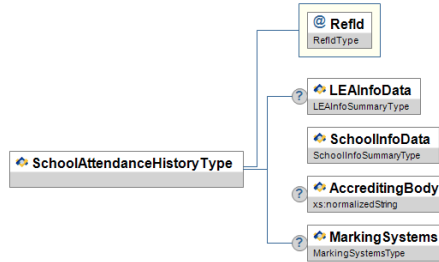 @ RefId
RefIdType
? LEAInfoData
LEAInfoSummaryType
SchoolInfoData
SchoolInfoSummaryType
SchoolAttendanceHistoryType
? AccreditingBody
xs:normalizedString
? MarkingSystems
MarkingSystemsType